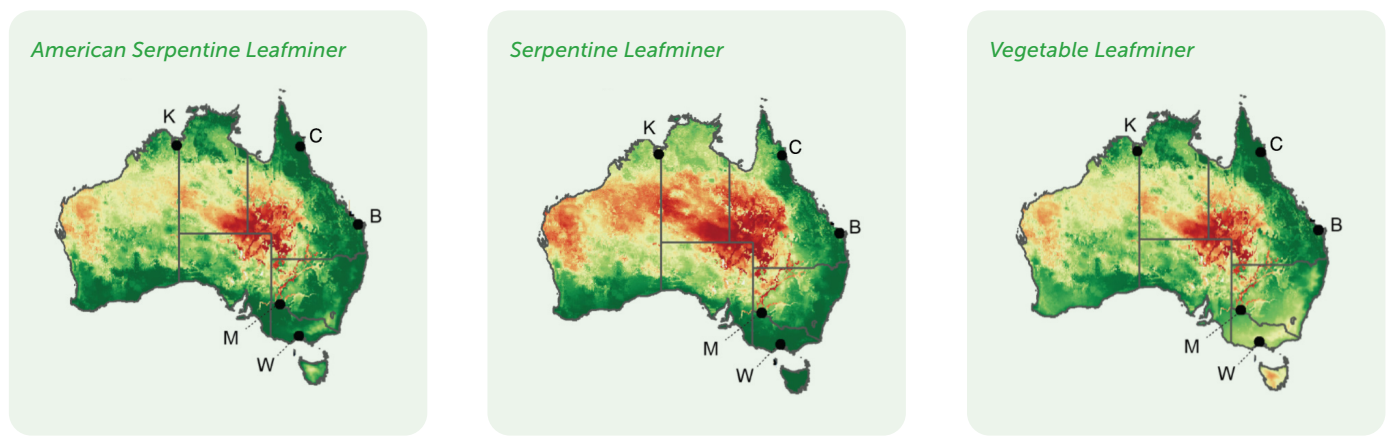 American Serpentine Leafminer
K
C
B
M
W
Serpentine Leafminer
K
C
B
M
W
Vegetable Leafminer
K
C
B
M
W